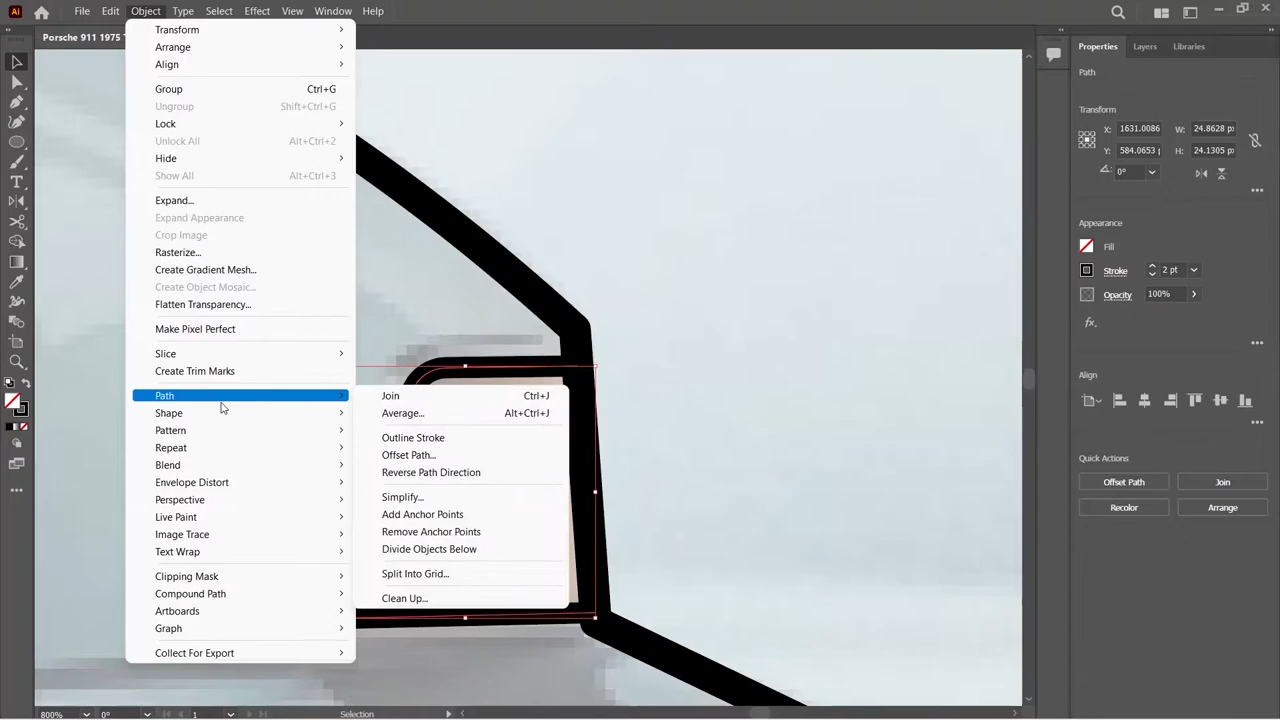 Ai File Edit Object Type Select Effect View Window Help
Porsche 911 1975 T
Transform
Arrange
Align
Group Ctrl+G
Ungroup Shift+G
Lock
Unlock All Alt+Ctrl+2
Hide
Show All Alt+Ctrl+3
Expand...
Expand Appearance
Crop Image
Rasterize...
Create Gradient Mesh...
Create Object Mosaic...
Flatten Transparency...
Make Pixel Perfect
Slice
Create Trim Marks
Path
Shape
Pattern
Repeat
Blend
Envelope Distort
Perspective
Live Paint
Image Trace
Text Wrap
Clipping Mask
Compound Path
Artboards
Graph
Collect For Export
Join Ctrl+J
Average... Alt+Ctrl+J
Outline Stroke
Offset Path...
Reverse Path Direction
Simplify...
Add Anchor Points
Remove Anchor Points
Divide Objects Below
Split Into Grid...
Clean Up...
Properties Layers Libraries
Path
Transform
X: 1631.0086 W: 24.8628 px
Y: 584.0653 H: 24.1305 px
0°
Appearance
Fill
Stroke 2 pt
Opacity 100%
fx.
Align
Quick Actions
Offset Path Join
Recolor Arrange
800% 0° 1 Selection